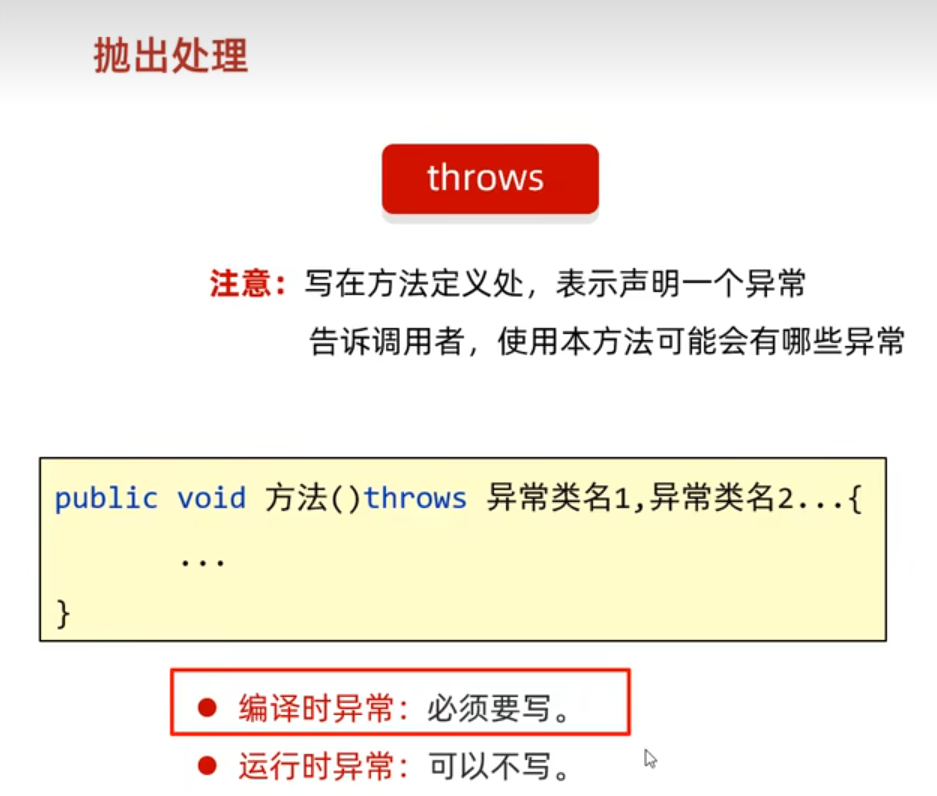 抛出处理
throws
注意：写在方法定义处，表示声明一个异常
告诉调用者，使用本方法可能会有哪些异常
public void 方法()throws 异常类名1,异常类名2...{
...
}
● 编译时异常：必须要写。
● 运行时异常：可以不写。